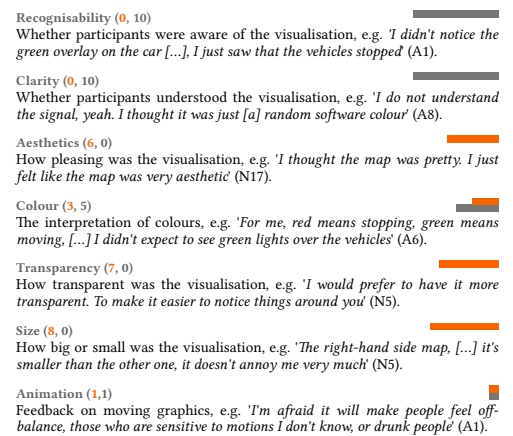 Recognisability (0, 10)
Whether participants were aware of the visualisation, e.g. 'I didn't notice the
green overlay on the car [...], I just saw that the vehicles stopped' (A1).
Clarity (0, 10)
Whether participants understood the visualisation, e.g. 'I do not understand
the signal, yeah. I thought it was just [a] random software colour' (A8).
Aesthetics (6, 0)
How pleasing was the visualisation, e.g. 'I thought the map was pretty. I just
felt like the map was very aesthetic' (N17).
Colour (3, 5)
The interpretation of colours, e.g. 'For me, red means stopping, green means
moving, [...] I didn't expect to see green lights over the vehicles' (A6).
Transparency (7, 0)
How transparent was the visualisation, e.g. 'I would prefer to have it more
transparent. To make it easier to notice things around you' (N5).
Size (8, 0)
How big or small was the visualisation, e.g. 'The right-hand side map, [...] it's
smaller than the other one, it doesn't annoy me very much' (N5).
Animation (1,1)
Feedback on moving graphics, e.g. 'I'm afraid it will make people feel off-
balance, those who are sensitive to motions I don't know, or drunk people' (A1).